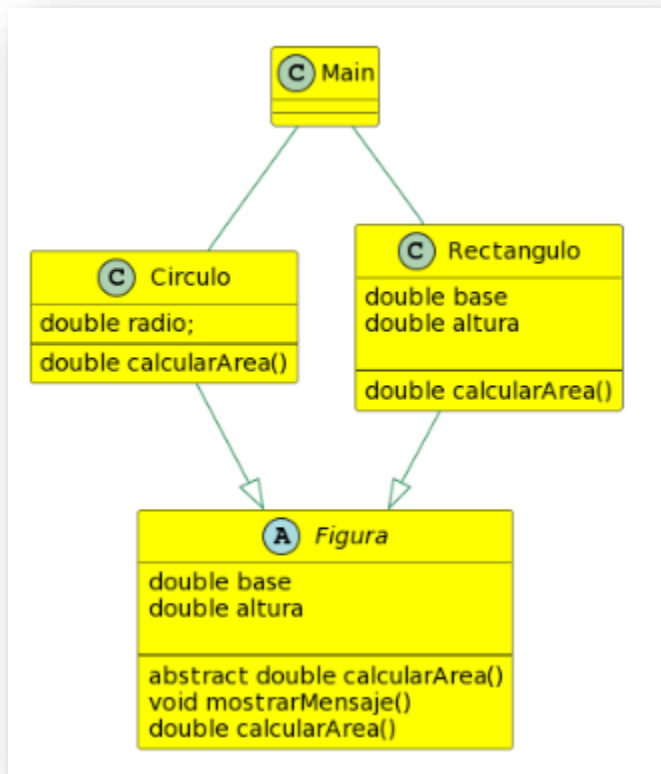 C Main
C Circulo
double radio;
double calcularArea()
C Rectangulo
double base
double altura
double calcularArea()
A Figura
double base
double altura
abstract double calcularArea()
void mostrarMensaje()
double calcularArea()